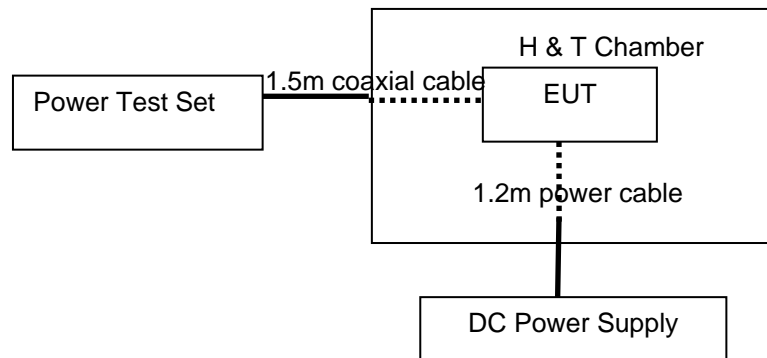 H & T Chamber
1.5m coaxial cable
Power Test Set
EUT
1.2m power cable
DC Power Supply